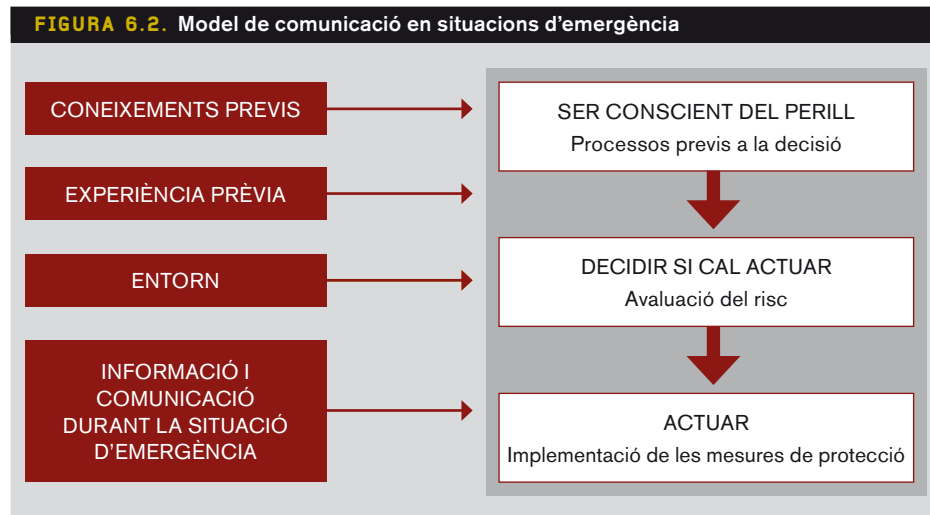 FIGURA 6.2. Model de comunicació en situacions d’emergència
CONEIXEMENTS PREVIS
EXPERIÈNCIA PRÈVIA
ENTORN
INFORMACIÓ I
COMUNICACIÓ
DURANT LA SITUACIÓ
D’EMERGÈNCIA
SER CONSCIENT DEL PERILL
Processos previs a la decisió
DECIDIR SI CAL ACTUAR
Avaluació del risc
ACTUAR
Implementació de les mesures de protecció